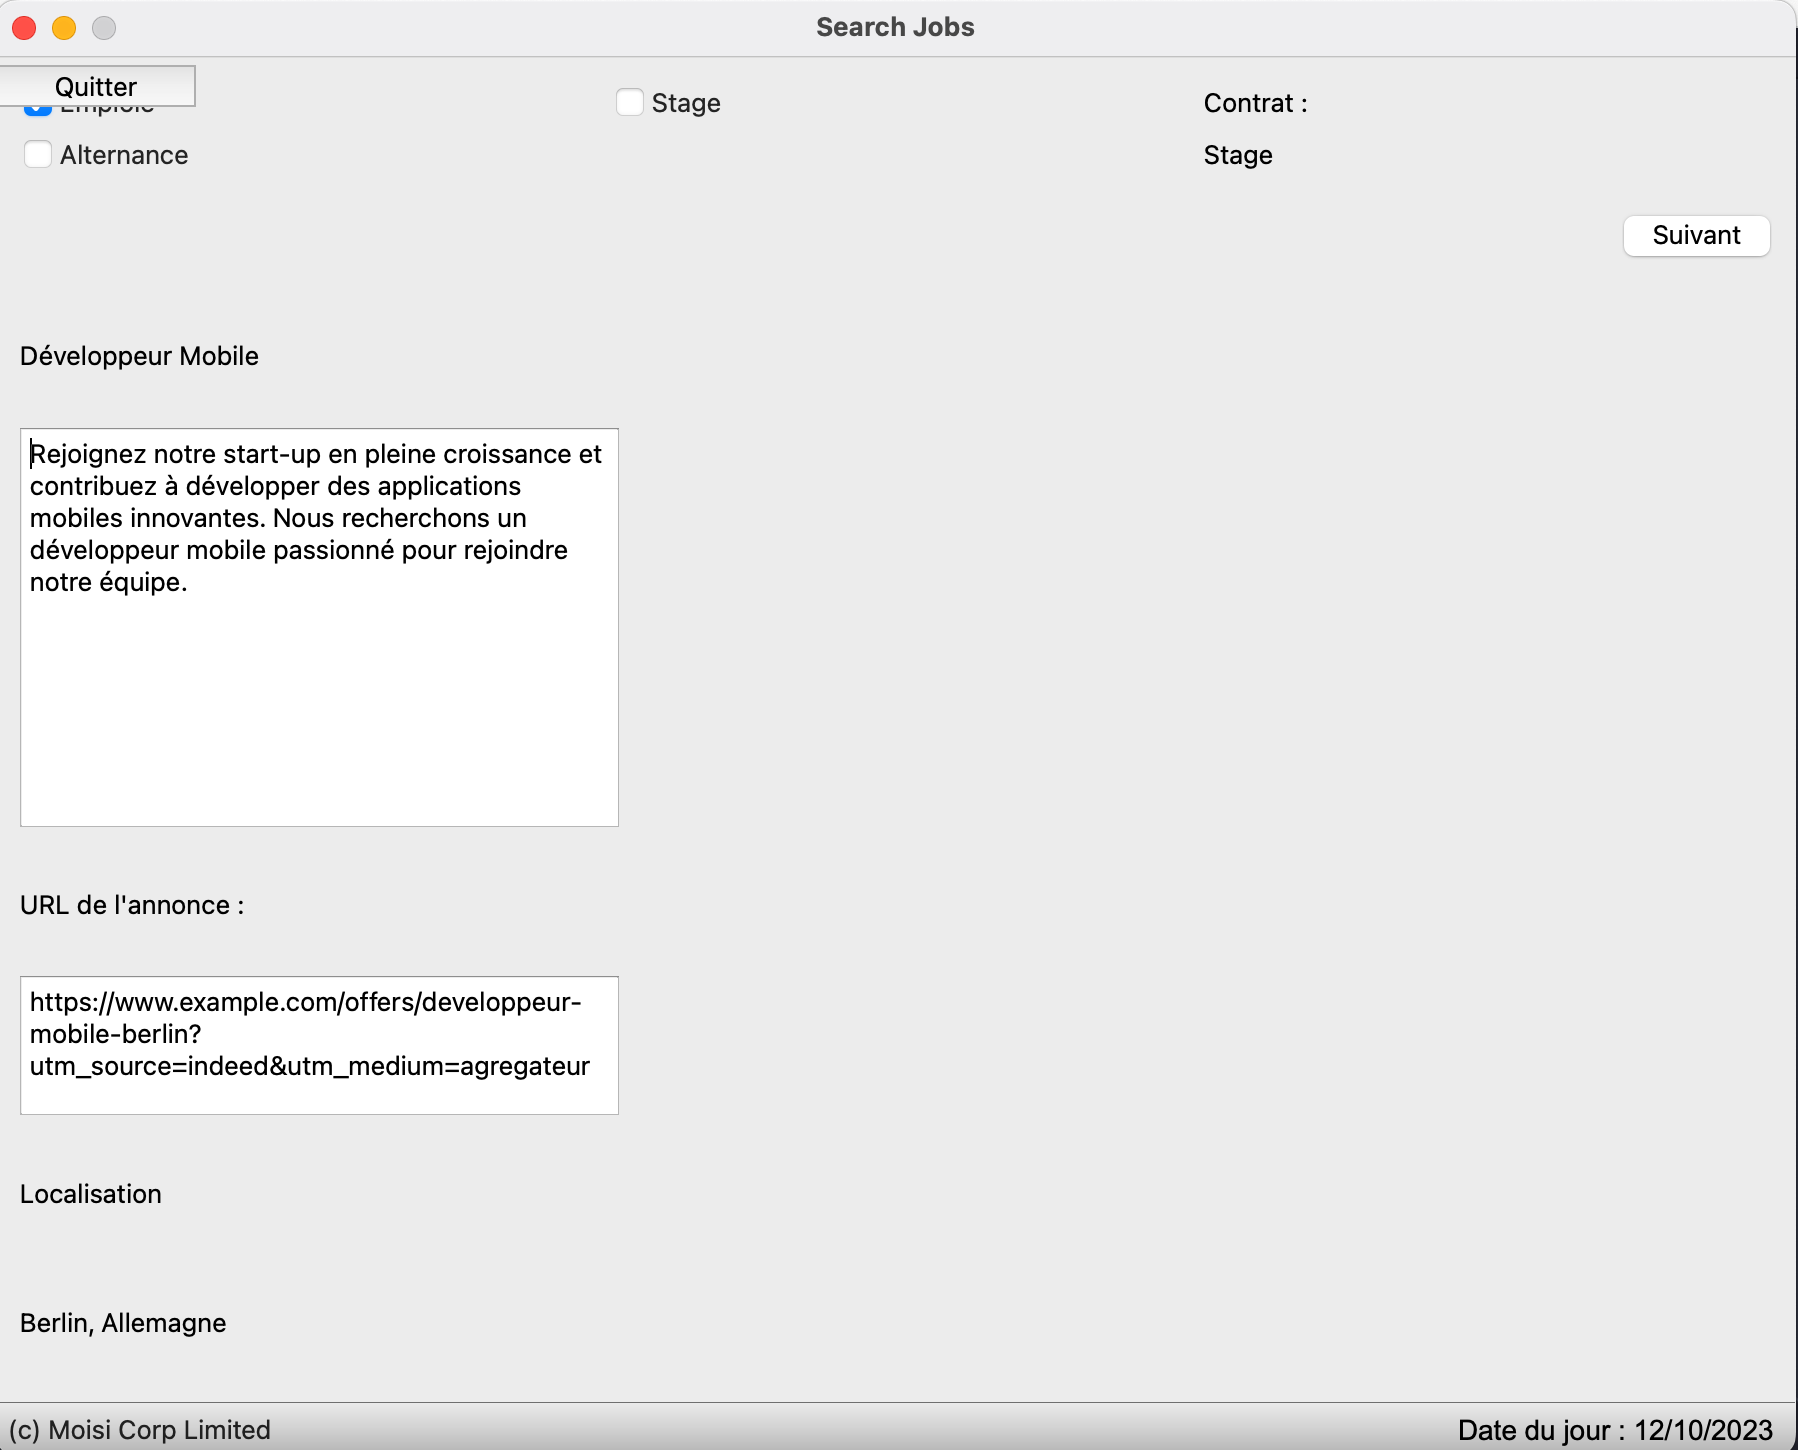 Search Jobs
Quitter
Stage
Contrat :
Alternance
Stage
Suivant
Développeur Mobile
Rejoignez notre start-up en pleine croissance et
contribuez à développer des applications
mobiles innovantes. Nous recherchons un
développeur mobile passionné pour rejoindre
notre équipe.
URL de l'annonce :
https://www.example.com/offers/developpeur-
mobile-berlin?
utm_source=indeed&utm_medium=agregateur
Localisation
Berlin, Allemagne
(c) Moisi Corp Limited
Date du jour : 12/10/2023